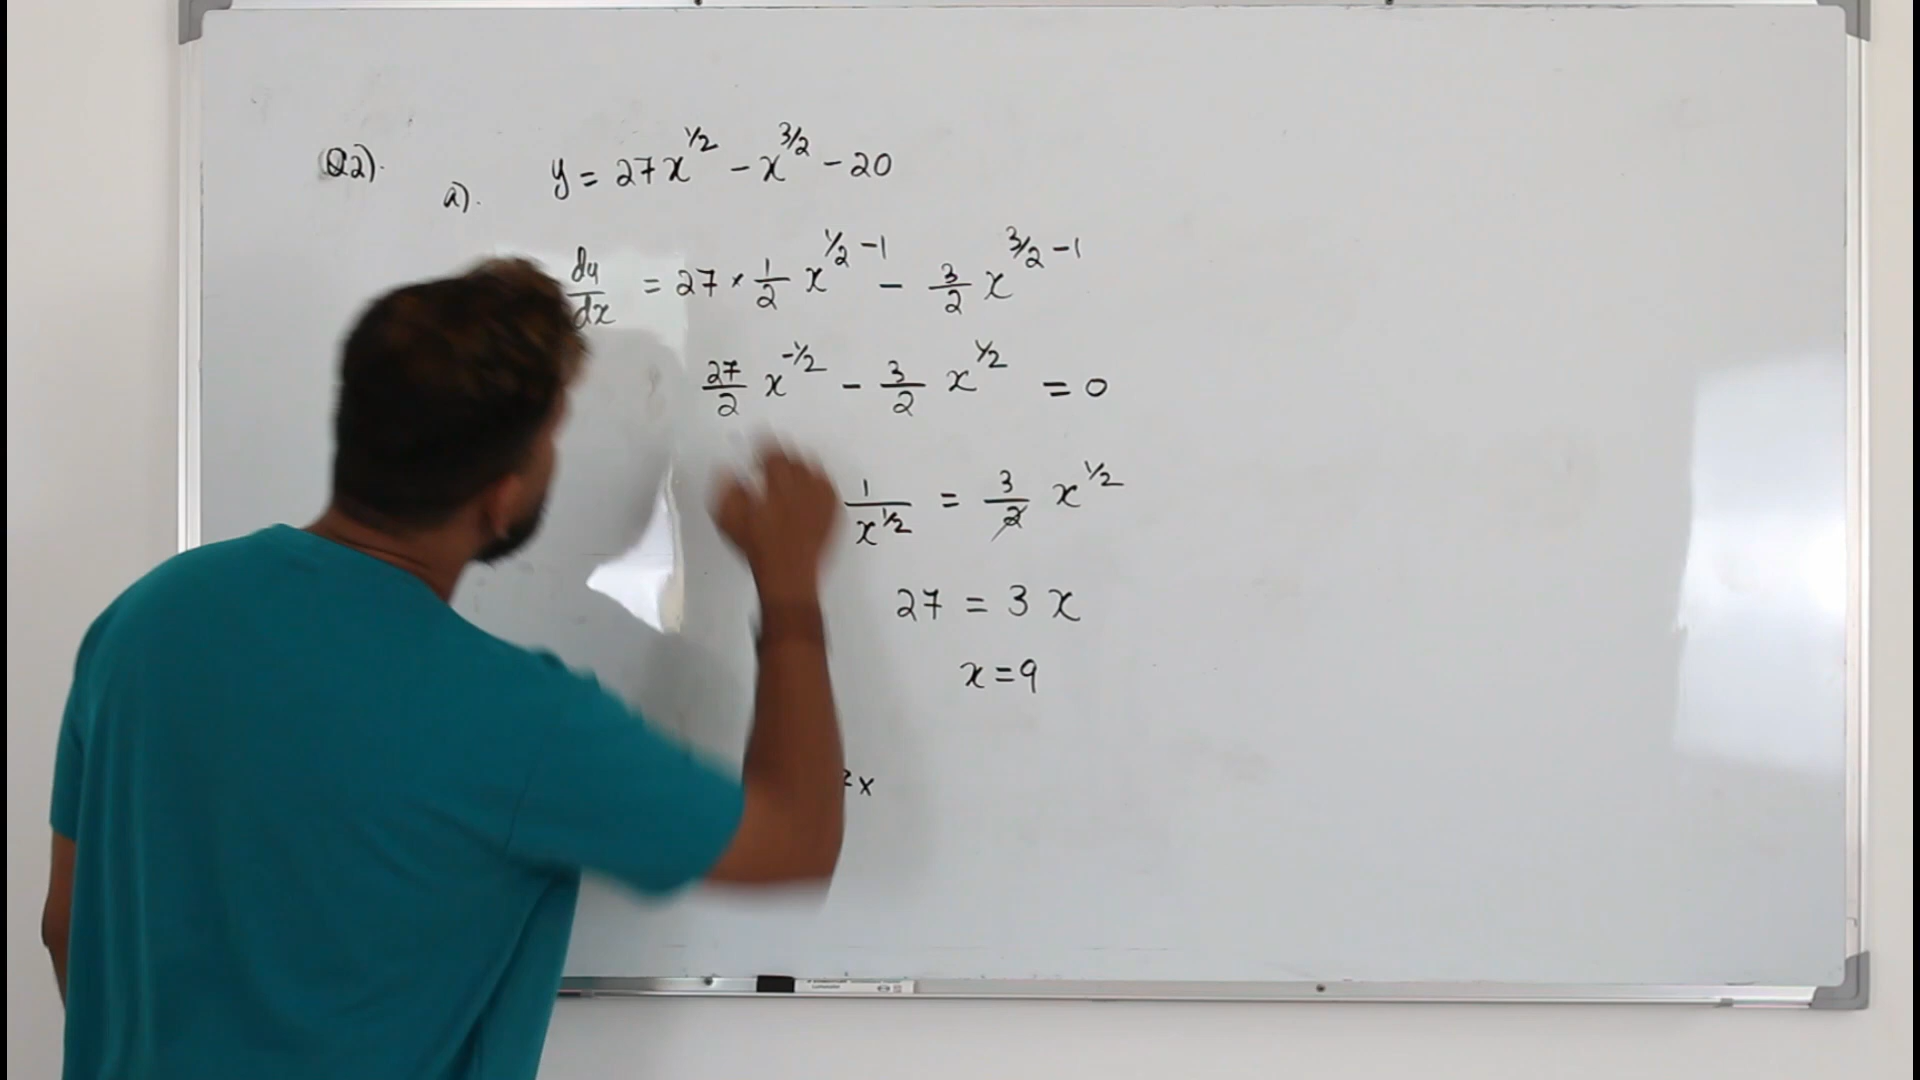 Q2).
a). y = 27x^{1/2} - x^{3/2} - 20
dy/dx = 27 × 1/2 x^{1/2 - 1} - 3/2 x^{3/2 - 1}
27/2 x^{-1/2} - 3/2 x^{1/2} = 0
1/x^{1/2} = 3/2 x^{1/2}
27 = 3 x
x = 9
x